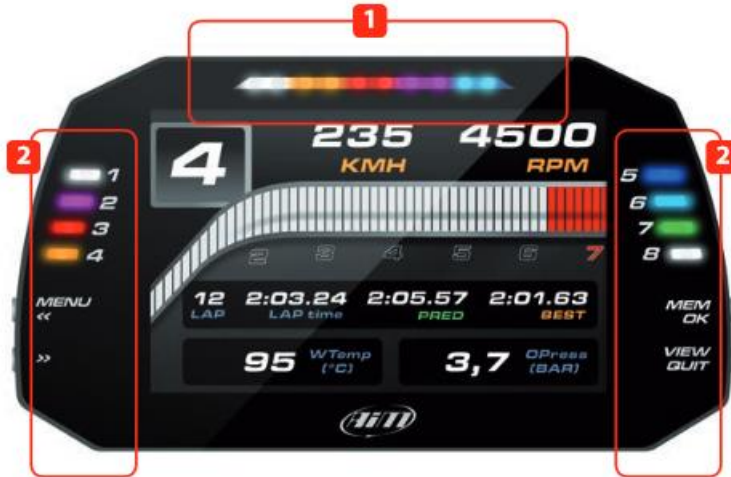 1
2
2
4
235
KMH
4500
RPM
1
2
3
4
5
6
7
8
2 3 4 5 6 7
MENU
<<
>>
12 2:03.24 2:05.57 2:01.63
LAP LAP time PRED BEST
95 WTemp
(°C)
3,7 OPress
(BAR)
MEM
OK
VIEW
QUIT
AiM